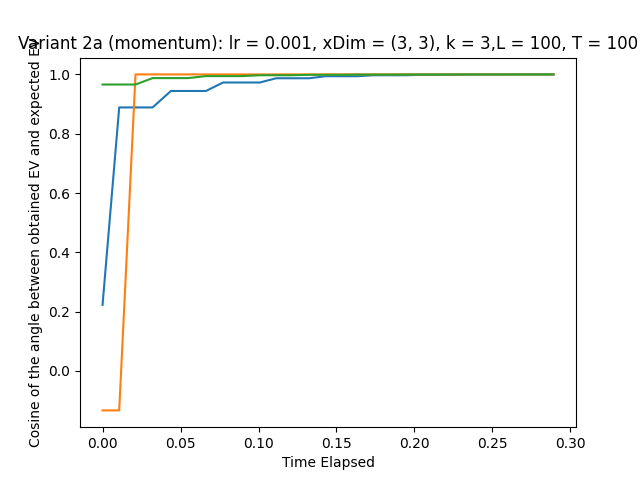 Variant 2a (momentum): lr = 0.001, xDim = (3, 3), k = 3,L = 100, T = 100
Cosine of the angle between obtained EV and expected EV
1.0
0.8
0.6
0.4
0.2
0.0
0.00 0.05 0.10 0.15 0.20 0.25 0.30
Time Elapsed